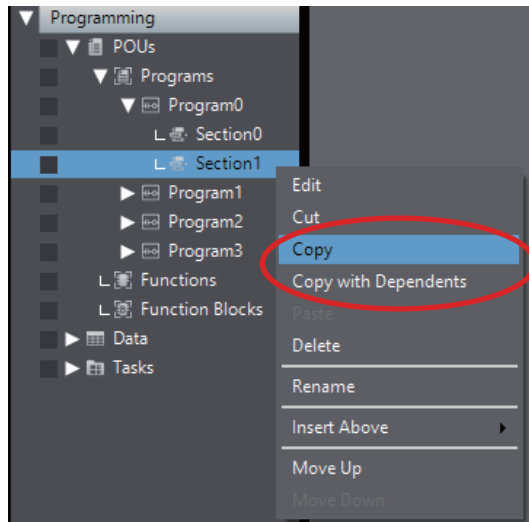 Programming
POUs
Programs
Program0
Section0
Section1
Program1
Program2
Program3
Functions
Function Blocks
Data
Tasks
Edit
Cut
Copy
Copy with Dependents
Paste
Delete
Rename
Insert Above
Move Up
Move Down